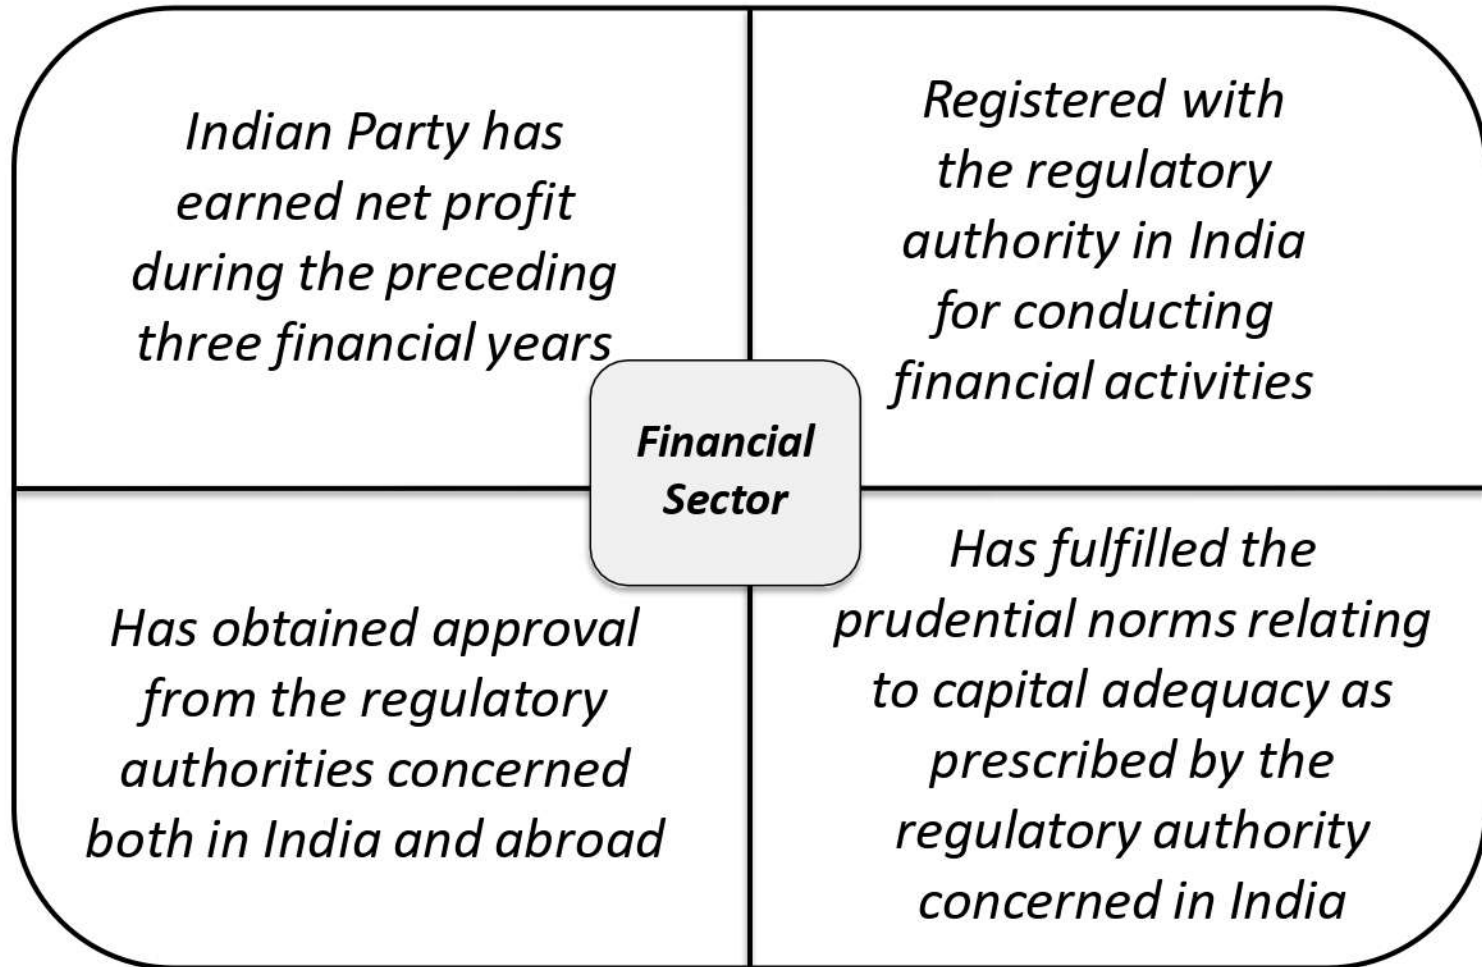 Indian Party has
earned net profit
during the preceding
three financial years
Registered with
the regulatory
authority in India
for conducting
financial activities
Financial
Sector
Has obtained approval
from the regulatory
authorities concerned
both in India and abroad
Has fulfilled the
prudential norms relating
to capital adequacy as
prescribed by the
regulatory authority
concerned in India